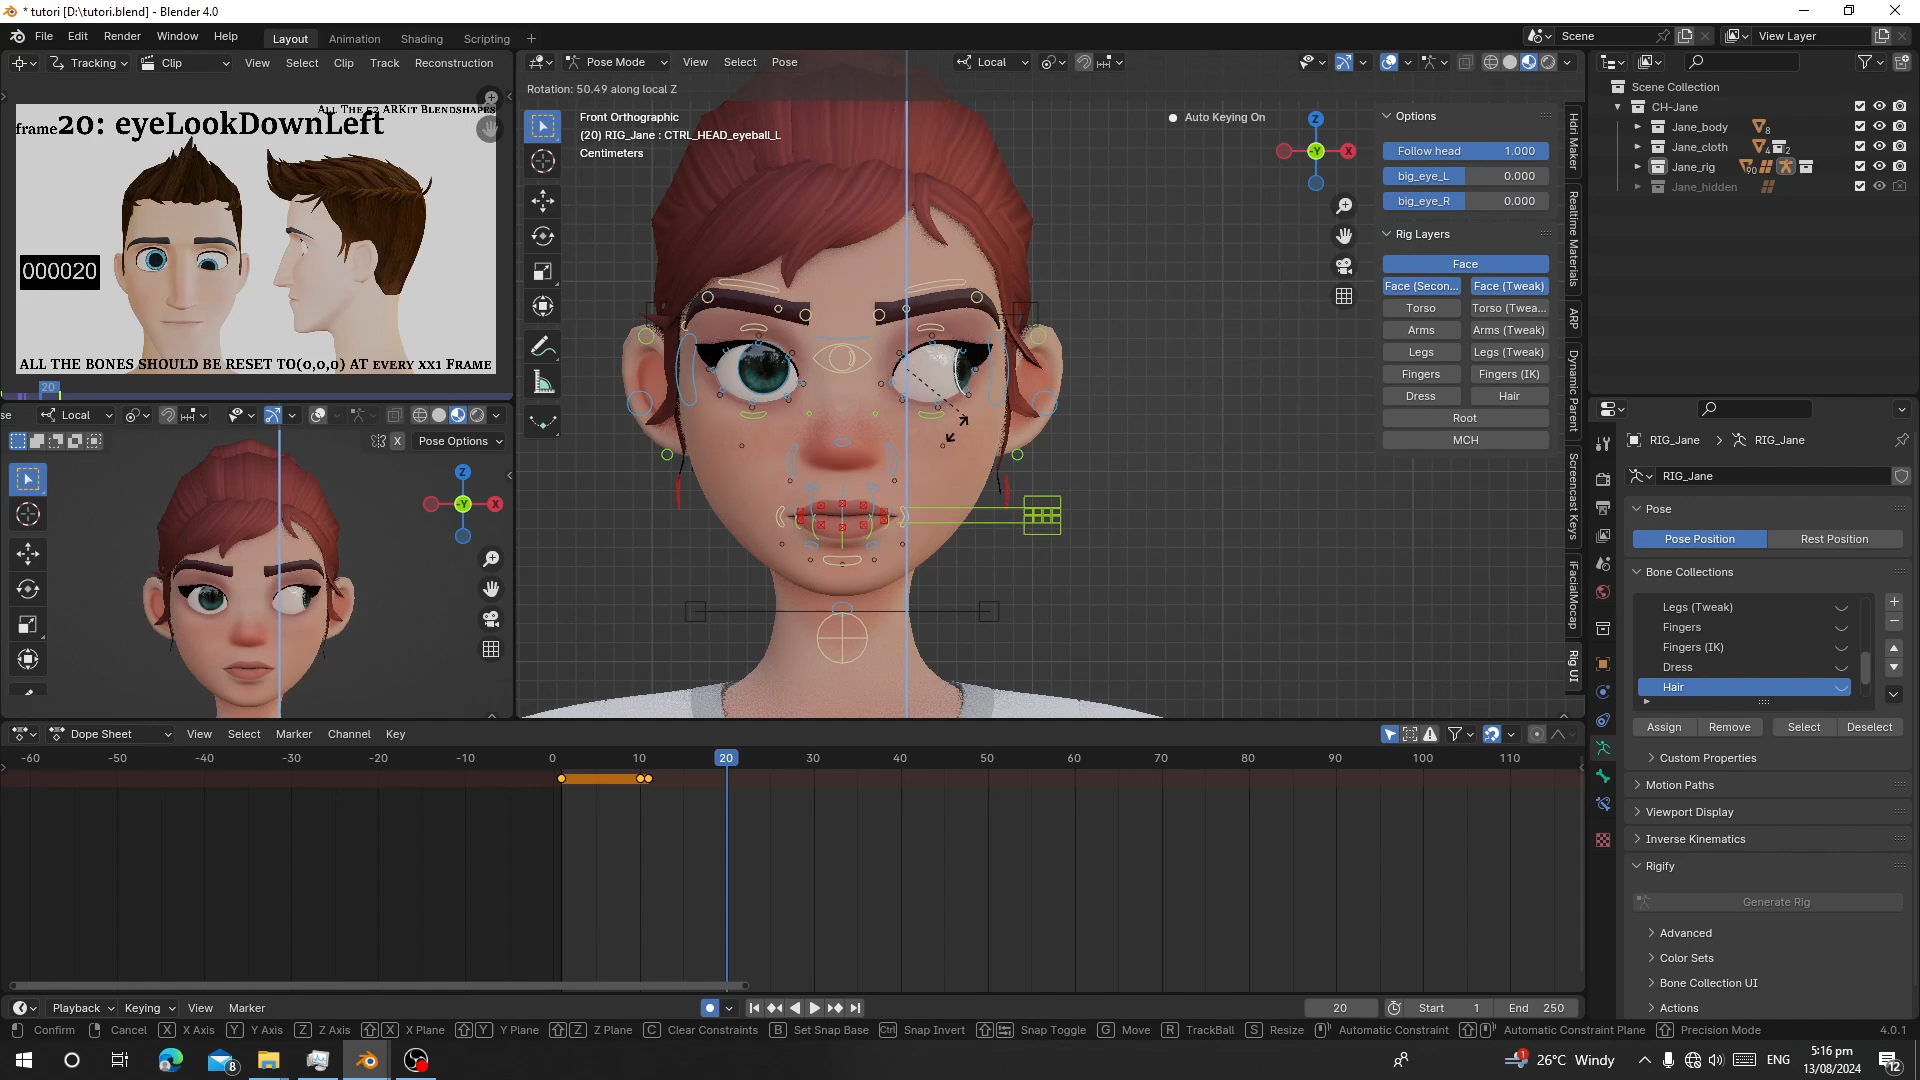 * tutori [D:\tutori.blend] - Blender 4.0
File Edit Render Window Help
Layout Animation Shading Scripting +
Scene
View Layer
Tracking Clip View Select Clip Track Reconstruction
Pose Mode View Select Pose Local
Rotation: 50.49 along local Z
Front Orthographic
(20) RIG_Jane : CTRL_HEAD_eyeball_L
Centimeters
Auto Keying On
ALL THE 52 ARKIT BLENDSHAPES
frame20: eyeLookDownLeft
000020
ALL THE BONES SHOULD BE RESET TO(0,0,0) AT EVERY XX1 FRAME
20
se Local
X Pose Options
Z
Y
X
Z
Y
X
Options
Follow head 1.000
big_eye_L 0.000
big_eye_R 0.000
Rig Layers
Face
Face (Secon... Face (Tweak)
Torso Torso (Twea...
Arms Arms (Tweak)
Legs Legs (Tweak)
Fingers Fingers (IK)
Dress Hair
Root
MCH
Hdri Maker
Realtime Materials
ARP
Dynamic Parent
Screencast Keys
iFacialMocap
Rig UI
Scene Collection
CH-Jane
Jane_body 8
Jane_cloth 4 2
Jane_rig 90
Jane_hidden
RIG_Jane > RIG_Jane
RIG_Jane
Pose
Pose Position Rest Position
Bone Collections
Legs (Tweak)
Fingers
Fingers (IK)
Dress
Hair
Assign Remove Select Deselect
Custom Properties
Motion Paths
Viewport Display
Inverse Kinematics
Rigify
Generate Rig
Advanced
Color Sets
Bone Collection UI
Actions
Dope Sheet View Select Marker Channel Key
-60 -50 -40 -30 -20 -10 0 10 20 30 40 50 60 70 80 90 100 110
Playback Keying View Marker
20 Start 1 End 250
Confirm Cancel X X Axis Y Y Axis Z Z Axis X X Plane Y Y Plane Z Z Plane C Clear Constraints B Set Snap Base Ctrl Snap Invert Snap Toggle G Move R TrackBall S Resize Automatic Constraint Automatic Constraint Plane Precision Mode
4.0.1
8
1
26°C Windy
ENG
5:16 pm
13/08/2024
12